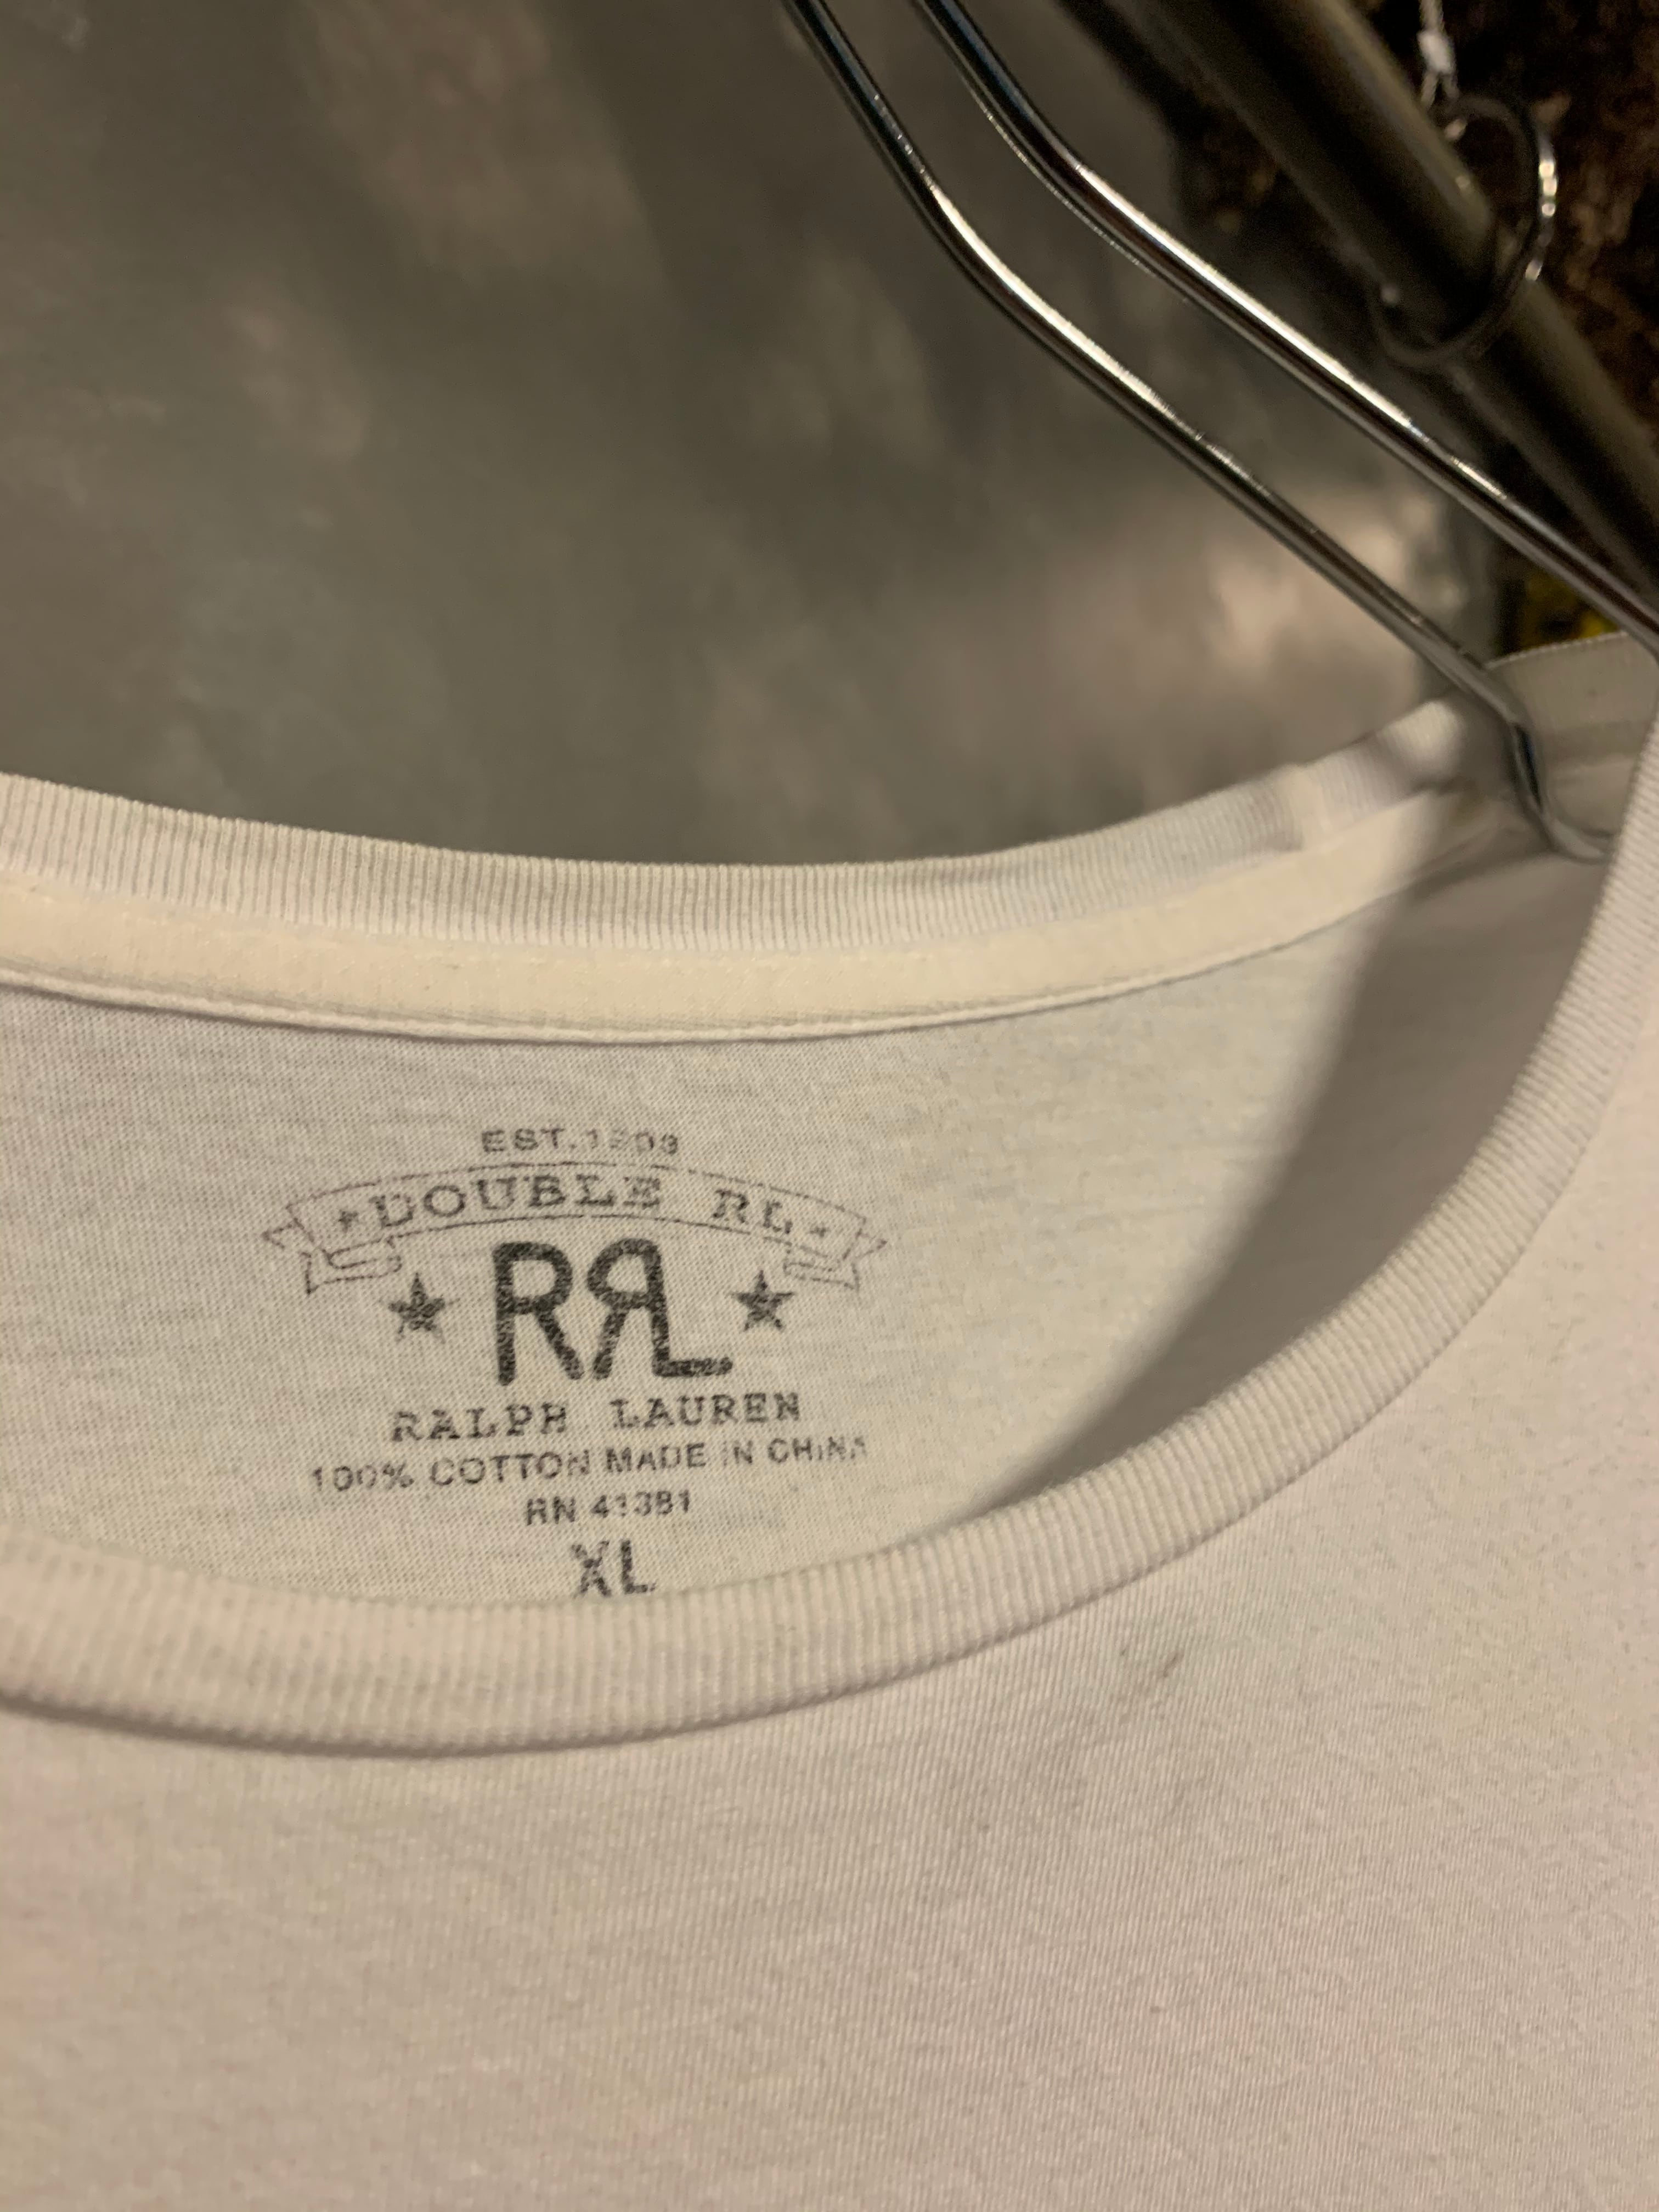 EST.1993
DOUBLE RL
RRL
RALPH LAUREN
100% COTTON MADE IN CHINA
RN 41381
XL